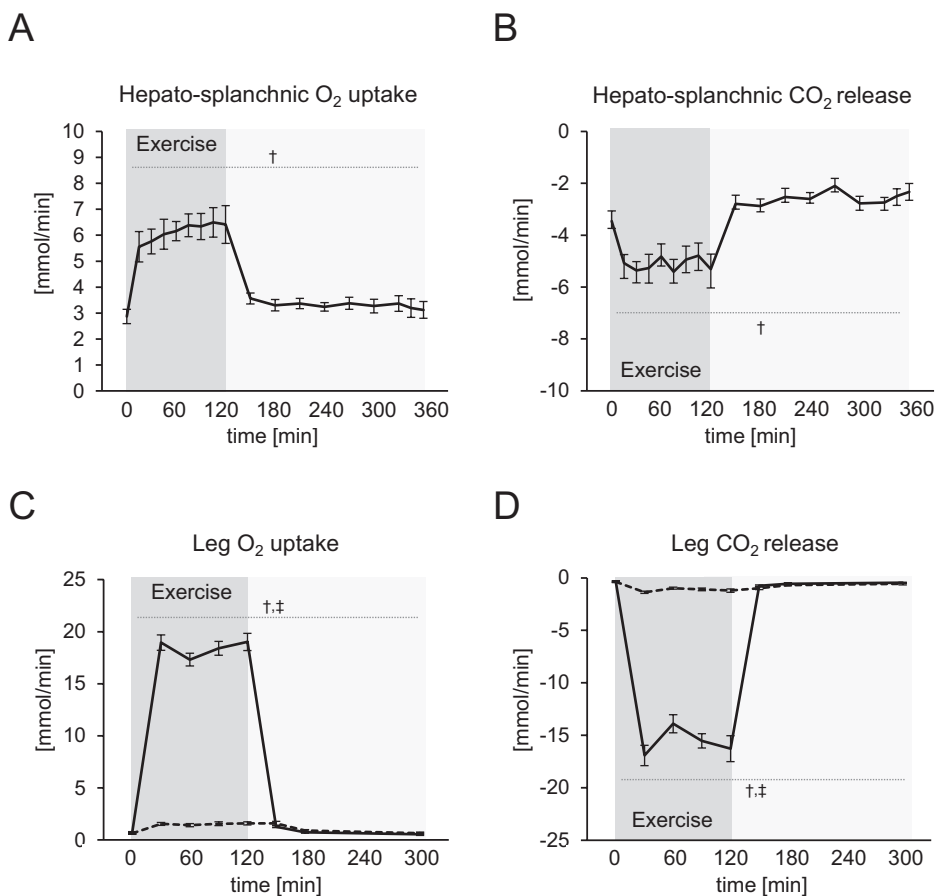 A
Hepato-splanchnic O₂ uptake
10
9
8
7
6
5
4
3
2
1
0
[mmol/min]
Exercise
†
0 60 120 180 240 300 360
time [min]
B
Hepato-splanchnic CO₂ release
0
-2
-4
-6
-8
-10
[mmol/min]
†
Exercise
0 60 120 180 240 300 360
time [min]
C
Leg O₂ uptake
25
20
15
10
5
0
[mmol/min]
Exercise
†,‡
0 60 120 180 240 300
time [min]
D
Leg CO₂ release
0
-5
-10
-15
-20
-25
[mmol/min]
†,‡
Exercise
0 60 120 180 240 300
time [min]